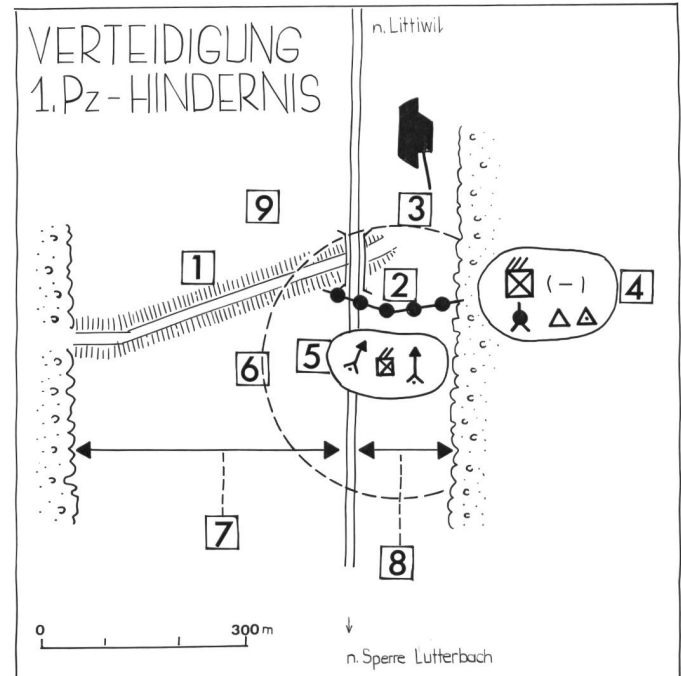 VERTEIDIGUNG
1.Pz-HINDERNIS
n. Littiwil
9
3
1
2
(-)
4
5
6
7
8
0 300 m
n. Sperre Lutterbach